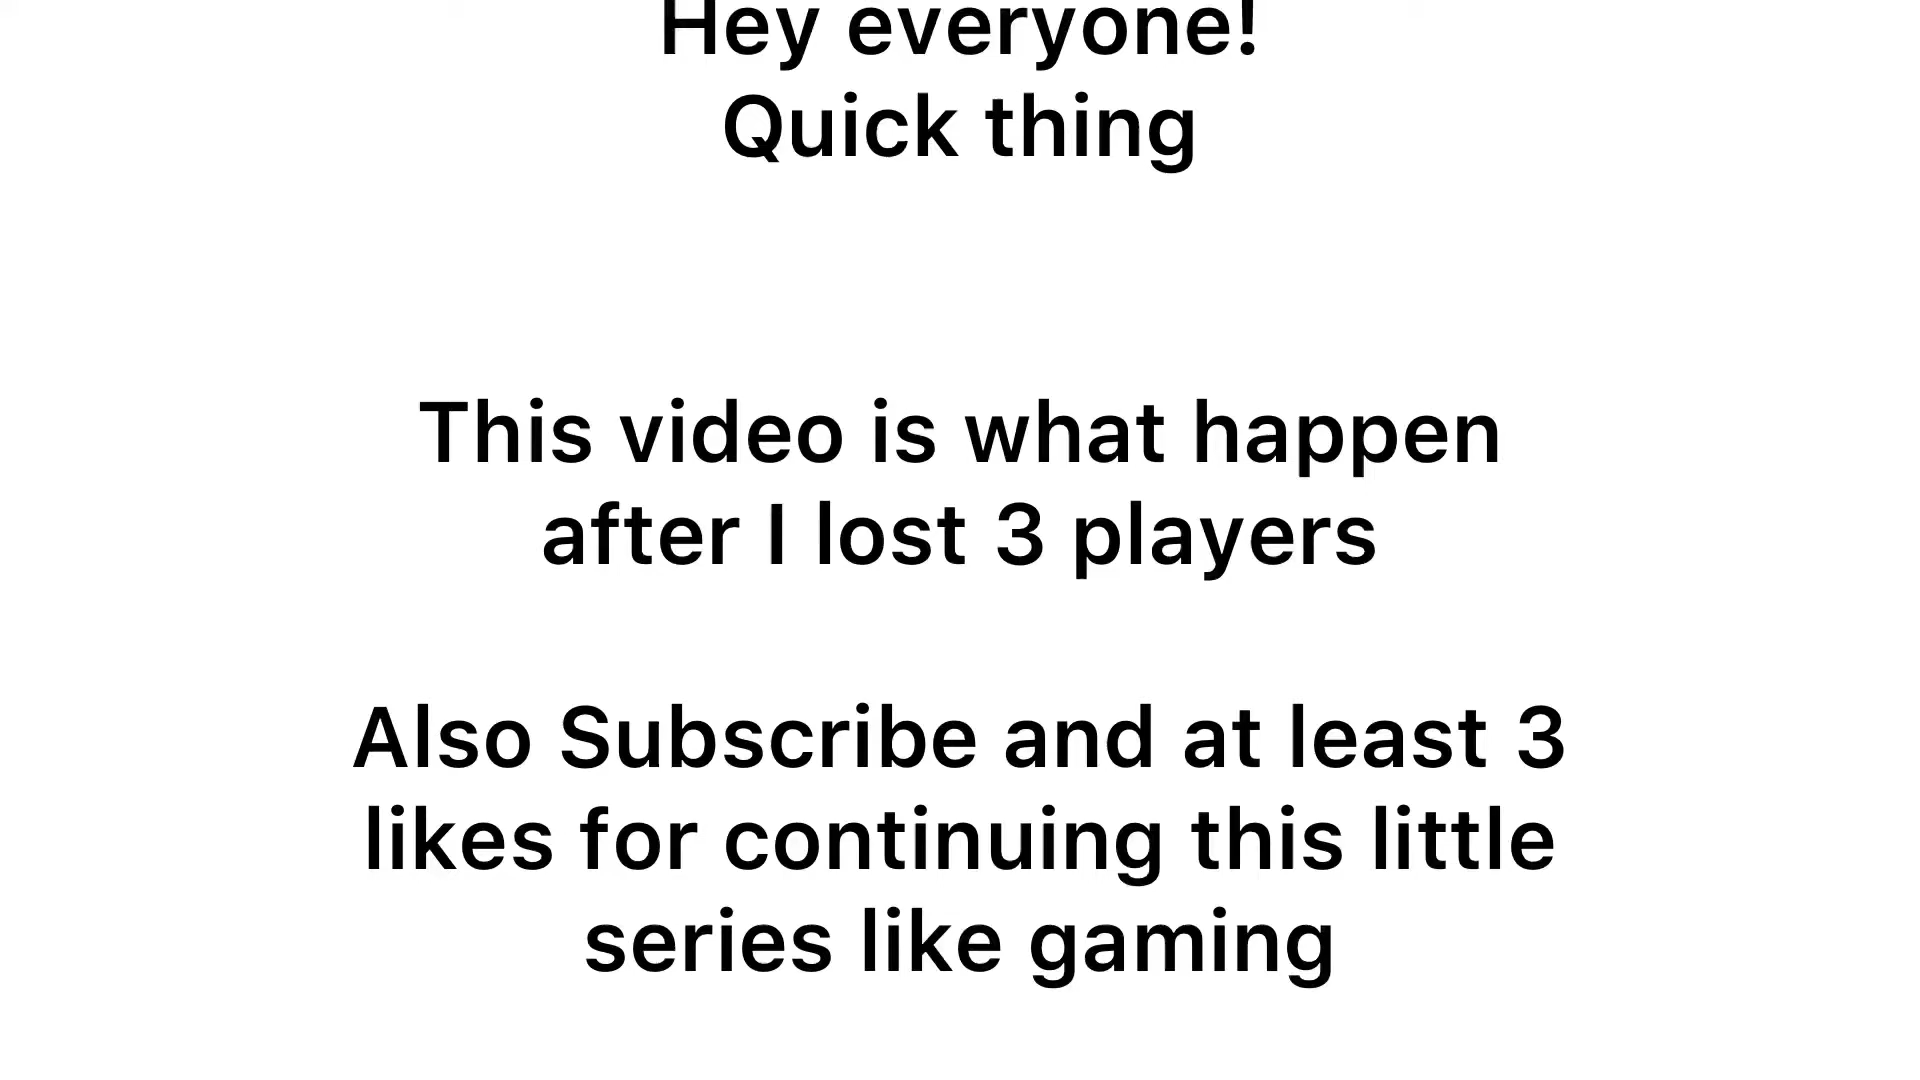 Hey everyone!
Quick thing
This video is what happen
after I lost 3 players
Also Subscribe and at least 3
likes for continuing this little
series like gaming